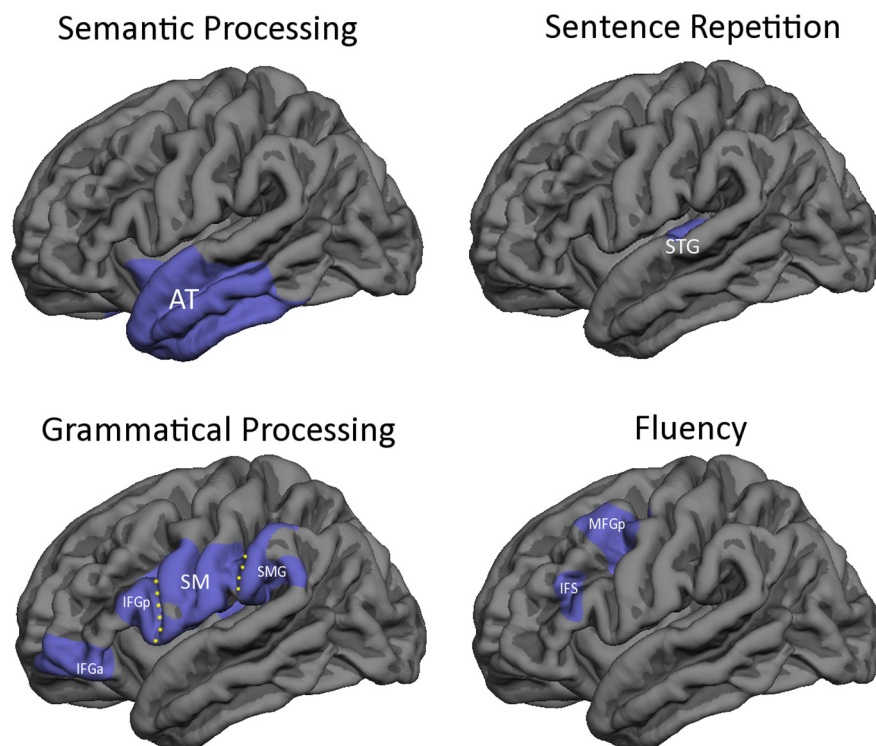 Semantic Processing
Sentence Repetition
AT
STG
Grammatical Processing
Fluency
MFGp
IFGp
SM
SMG
IFS
IFGa